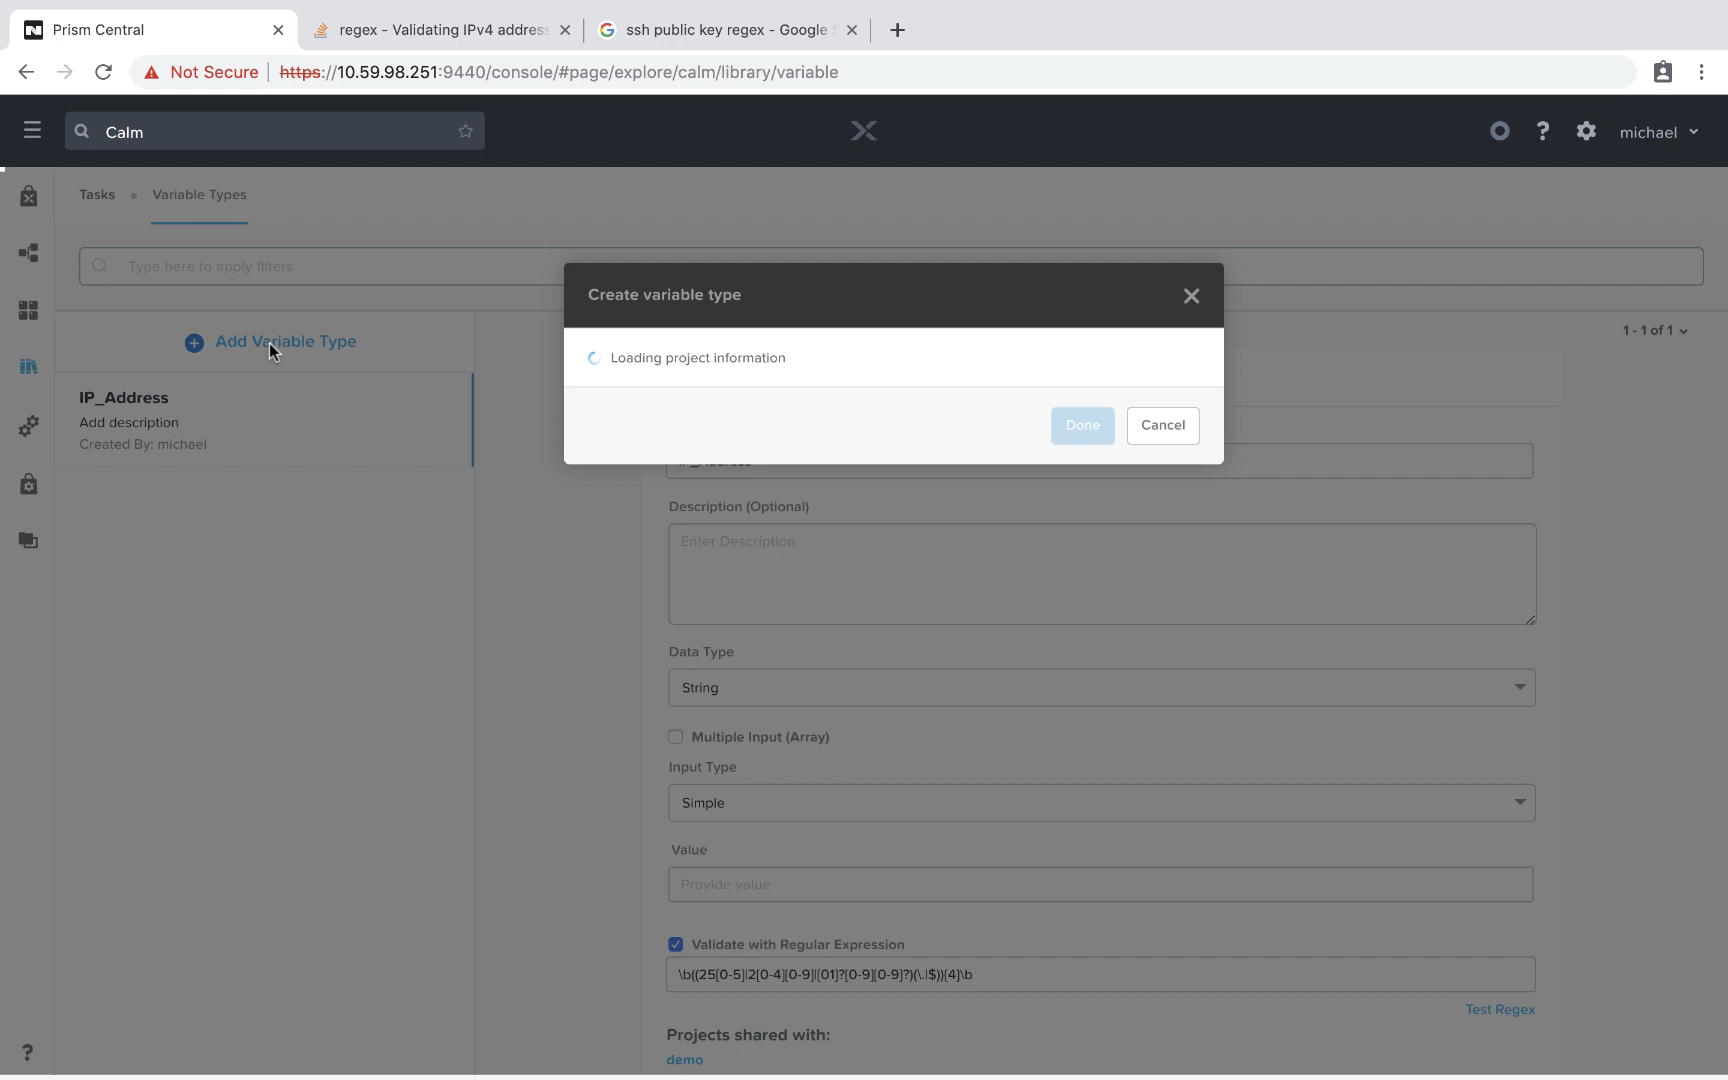 Prism Central
regex - Validating IPv4 address
ssh public key regex - Google S
Not Secure https://10.59.98.251:9440/console/#page/explore/calm/library/variable
Calm
michael
Tasks
Variable Types
Type here to apply filters
Create variable type
1 - 1 of 1
Add Variable Type
Loading project information
Done
Cancel
IP_Address
Add description
Created By: michael
Description (Optional)
Enter Description
Data Type
String
Multiple Input (Array)
Input Type
Simple
Value
Provide value
Validate with Regular Expression
\b((25[0-5]|2[0-4][0-9]|[01]?[0-9][0-9]?)(\.|$)){4}\b
Test Regex
Projects shared with:
demo